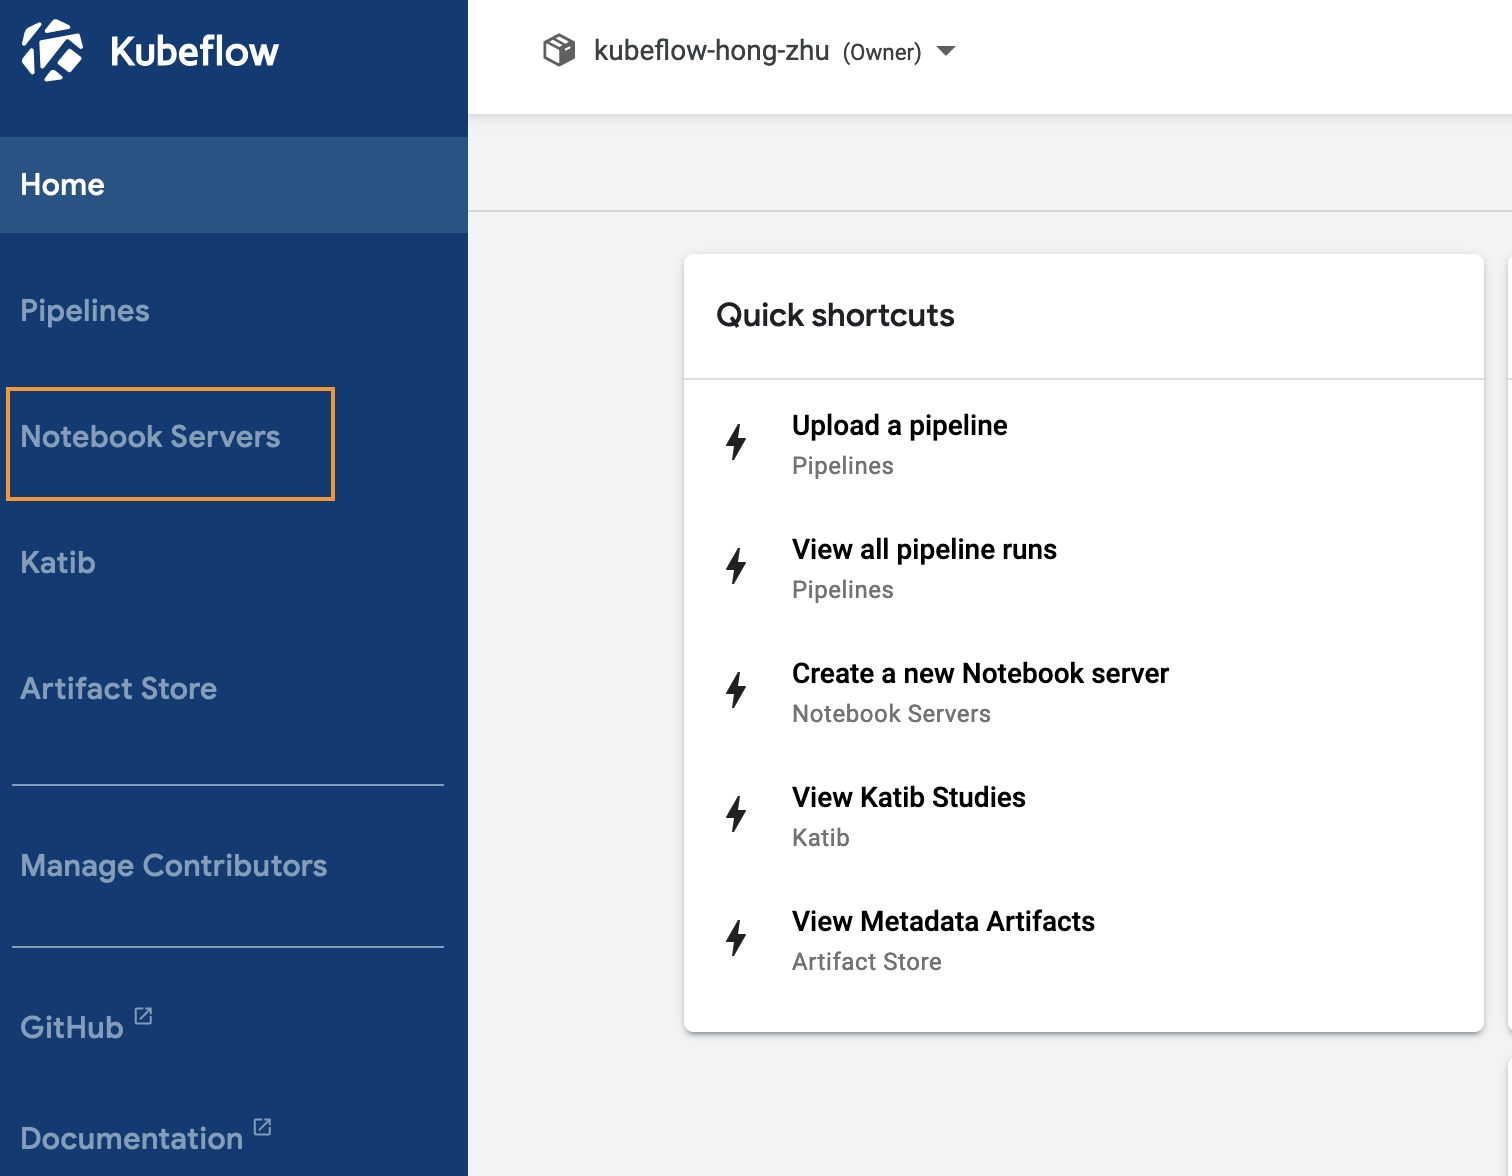 Kubeflow
kubeflow-hong-zhu (Owner)
Home
Pipelines
Notebook Servers
Katib
Artifact Store
Manage Contributors
GitHub
Documentation
Quick shortcuts
Upload a pipeline
Pipelines
View all pipeline runs
Pipelines
Create a new Notebook server
Notebook Servers
View Katib Studies
Katib
View Metadata Artifacts
Artifact Store